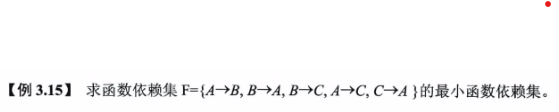 【例 3.15】 求函数依赖集 F={A→B, B→A, B→C, A→C, C→A }的最小函数依赖集。